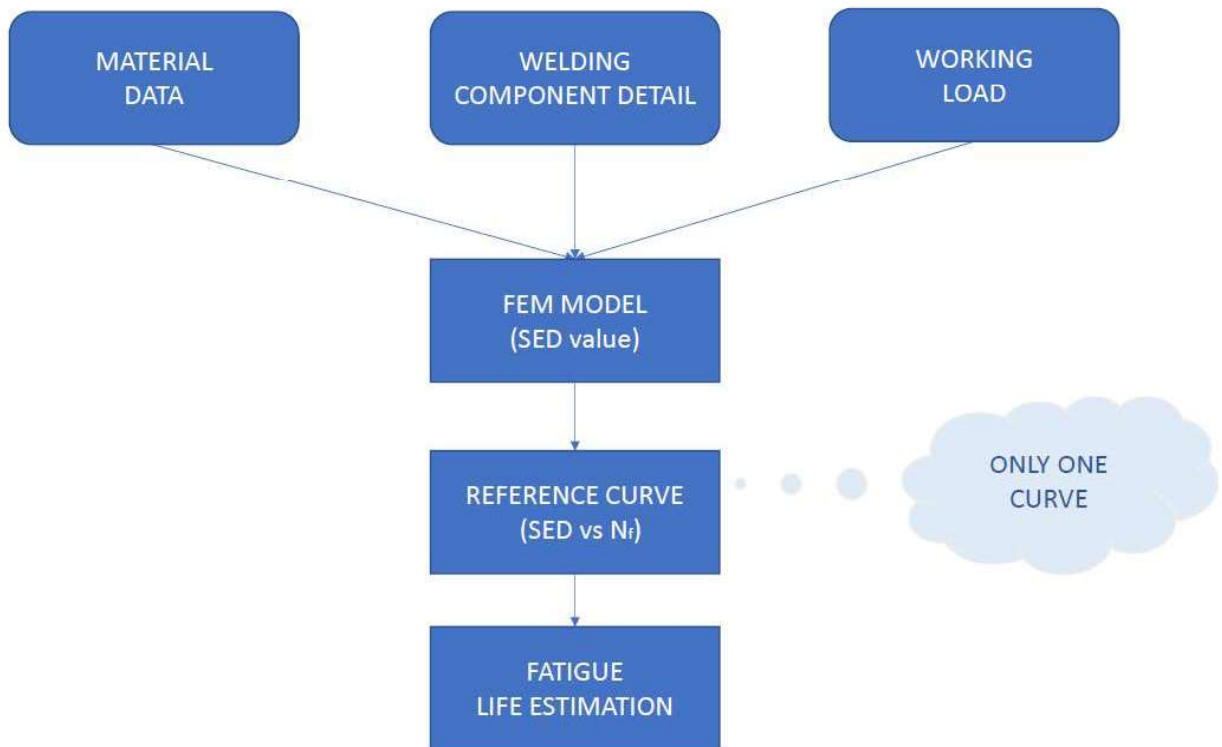 MATERIAL
DATA
WELDING
COMPONENT DETAIL
WORKING
LOAD
FEM MODEL
(SED value)
REFERENCE CURVE
(SED vs Nf)
ONLY ONE
CURVE
FATIGUE
LIFE ESTIMATION